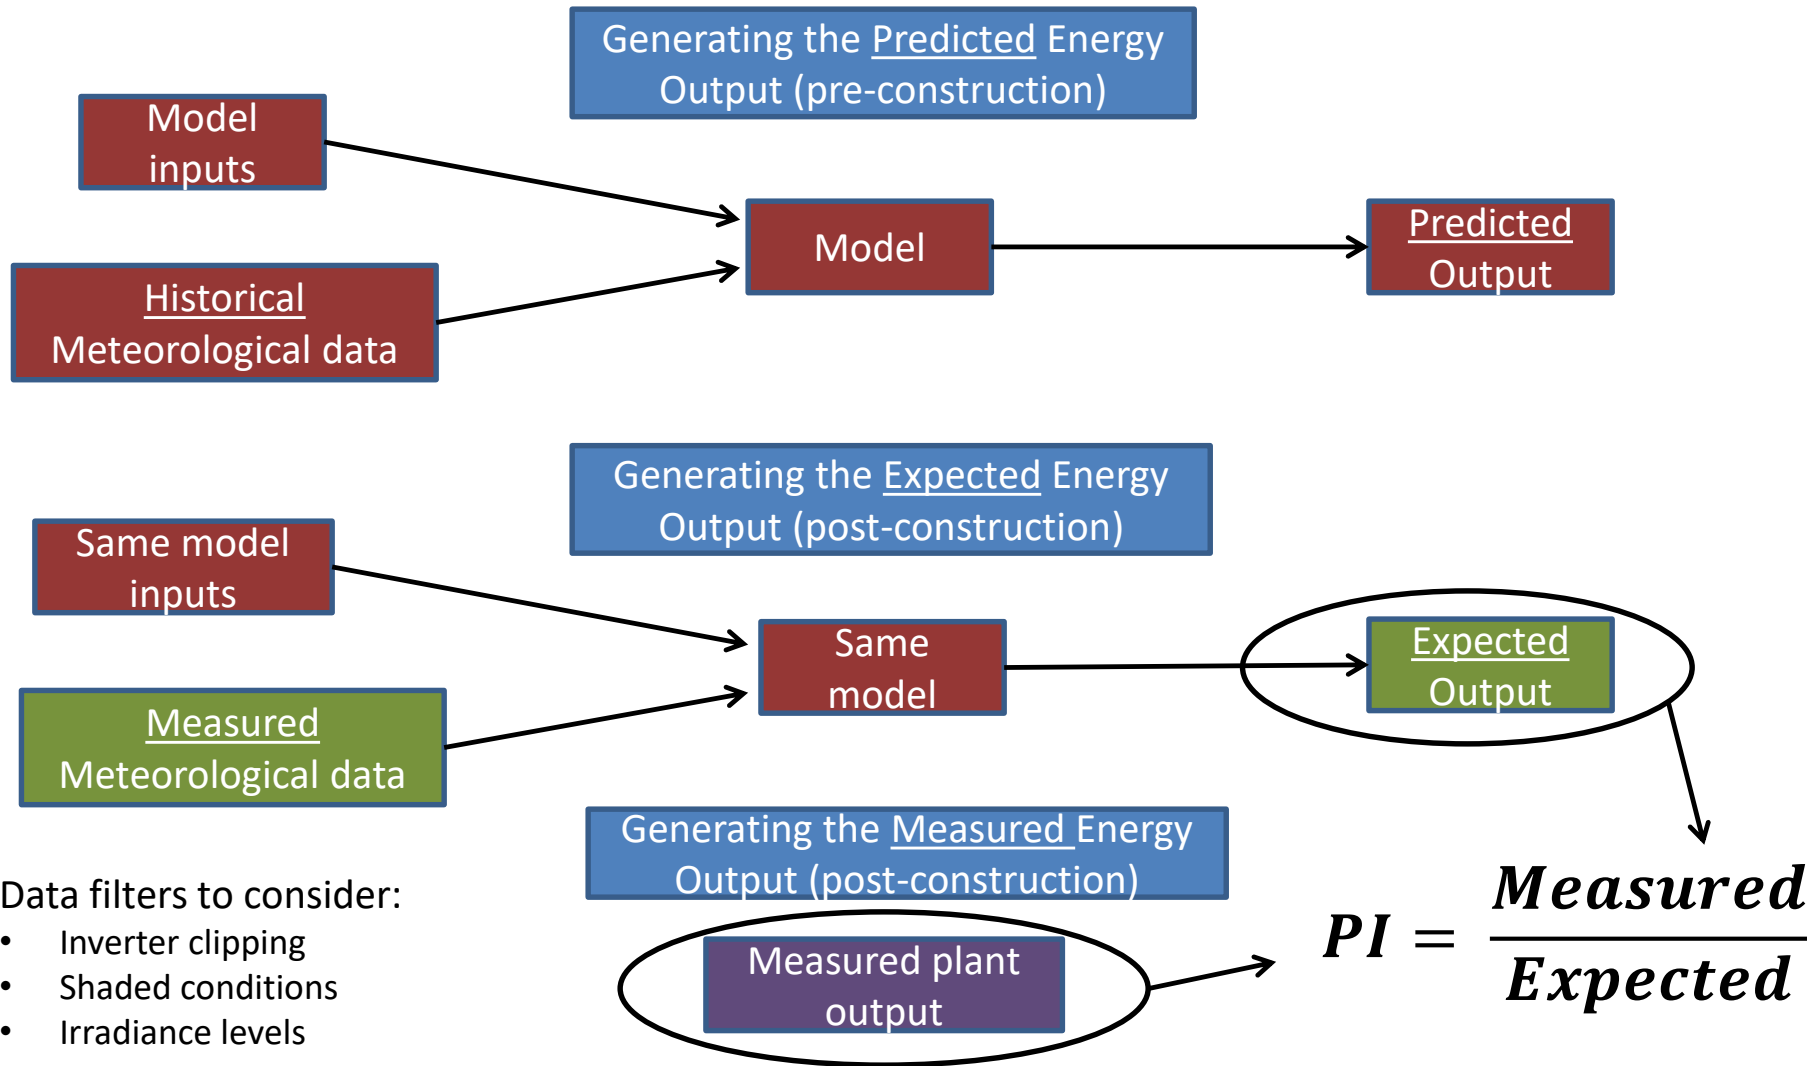 Generating the Predicted Energy
Output (pre-construction)
Model
inputs
Historical
Meteorological data
Model
Predicted
Output
Generating the Expected Energy
Output (post-construction)
Same model
inputs
Measured
Meteorological data
Same
model
Expected
Output
Generating the Measured Energy
Output (post-construction)
Measured plant
output
PI = Measured / Expected
Data filters to consider:
• Inverter clipping
• Shaded conditions
• Irradiance levels